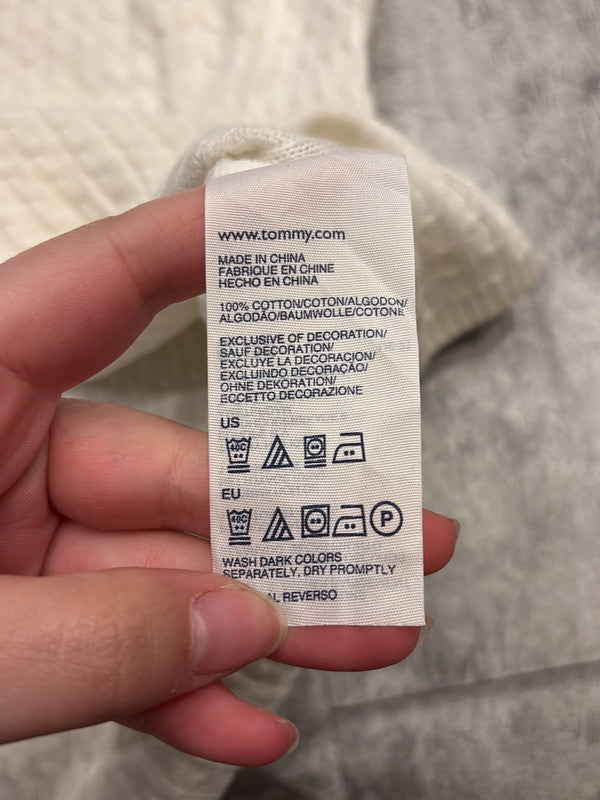 www.tommy.com
MADE IN CHINA
FABRIQUE EN CHINE
HECHO EN CHINA
100% COTTON/COTON/ALGODON/
ALGODÃO/BAUMWOLLE/COTONE
EXCLUSIVE OF DECORATION/
SAUF DECORATION/
EXCLUYE LA DECORACION/
EXCLUINDO DECORAÇÃO/
OHNE DEKORATION/
ECCETTO DECORAZIONE
US
40C
EU
40C P
WASH DARK COLORS
SEPARATELY, DRY PROMPTLY
REVERSO